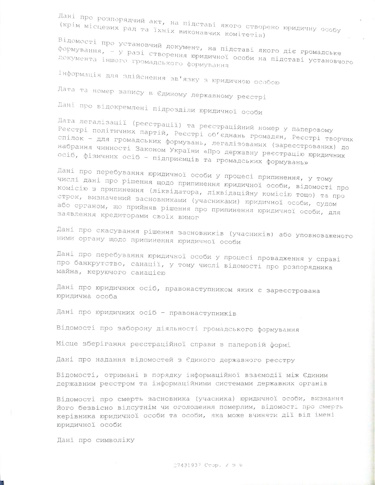 Дані про розпорядчий акт, на підставі якого створено юридичну особу
(крім місцевих рад та їхніх виконавчих комітетів)
Відомості про установчий документ, на підставі якого діє громадське
формування, – у разі створення юридичної особи на підставі установчого
документа іншого громадського формування
Інформація для здійснення зв'язку з юридичною особою
Дата та номер запису в Єдиному державному реєстрі
Дані про відокремлені підрозділи юридичної особи
Дата легалізації (реєстрації) та реєстраційний номер у паперовому
Реєстрі політичних партій, Реєстрі об'єднань громадян, Реєстрі творчих
спілок – для громадських формувань, легалізованих (зареєстрованих) до
набрання чинності Законом України «Про державну реєстрацію юридичних
осіб, фізичних осіб – підприємців та громадських формувань»
Дані про перебування юридичної особи у процесі припинення, у тому
числі дані про рішення щодо припинення юридичної особи, відомості про
комісію з припинення (ліквідатора, ліквідаційну комісію тощо) та про
строк, визначений засновниками (учасниками) юридичної особи, судом
або органом, що прийняв рішення про припинення юридичної особи, для
заявлення кредиторами своїх вимог
Дані про скасування рішення засновників (учасників) або уповноваженого
ними органу щодо припинення юридичної особи
Дані про перебування юридичної особи у процесі провадження у справі
про банкрутство, санації, у тому числі відомості про розпорядника
майна, керуючого санацією
Дані про юридичних осіб, правонаступником яких є зареєстрована
юридична особа
Дані про юридичних осіб – правонаступників
Відомості про заборону діяльності громадського формування
Місце зберігання реєстраційної справи в паперовій формі
Дані про надання відомостей з Єдиного державного реєстру
Відомості, отримані в порядку інформаційної взаємодії між Єдиним
державним реєстром та інформаційними системами державних органів
Відомості про смерть засновника (учасника) юридичної особи, визнання
його безвісно відсутнім чи оголошення померлим, відомості про смерть
керівника юридичної особи та особи, яка може вчиняти дії від імені
юридичної особи
Дані про символіку
Стор.